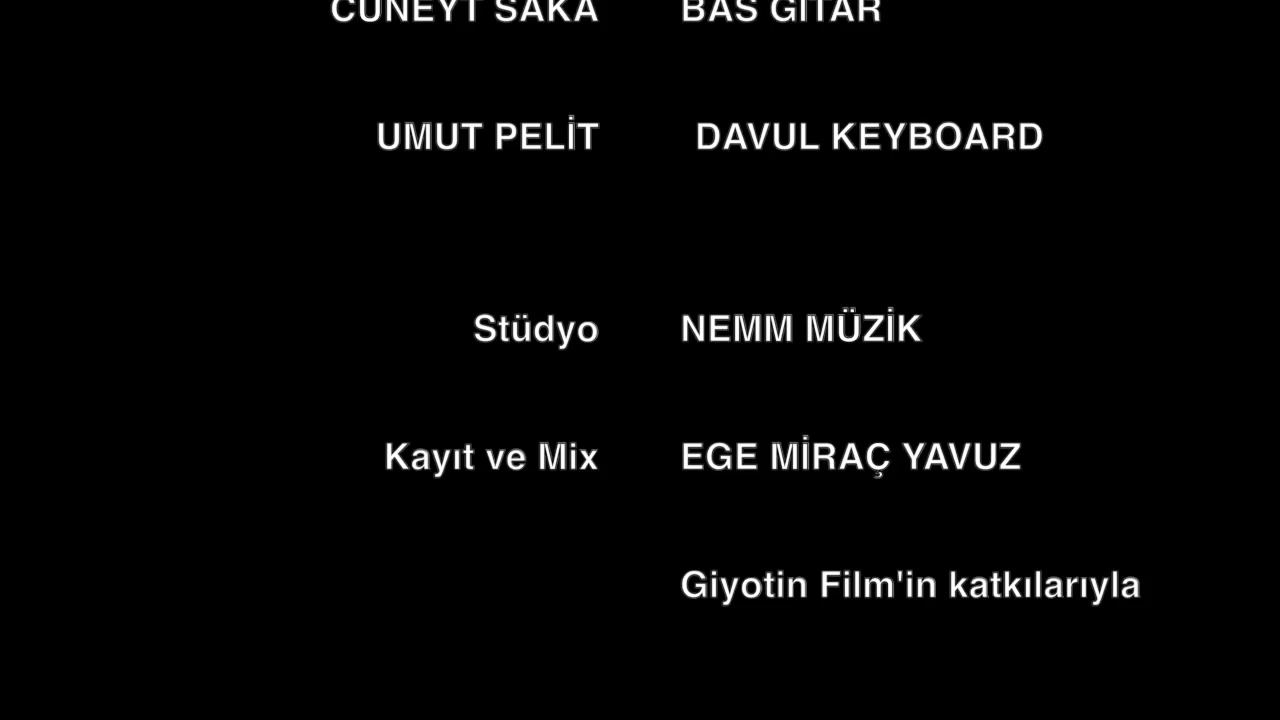 CÜNEYT SAKA BAS GİTAR
UMUT PELİT DAVUL KEYBOARD
Stüdyo NEMM MÜZİK
Kayıt ve Mix EGE MİRAÇ YAVUZ
Giyotin Film'in katkılarıyla